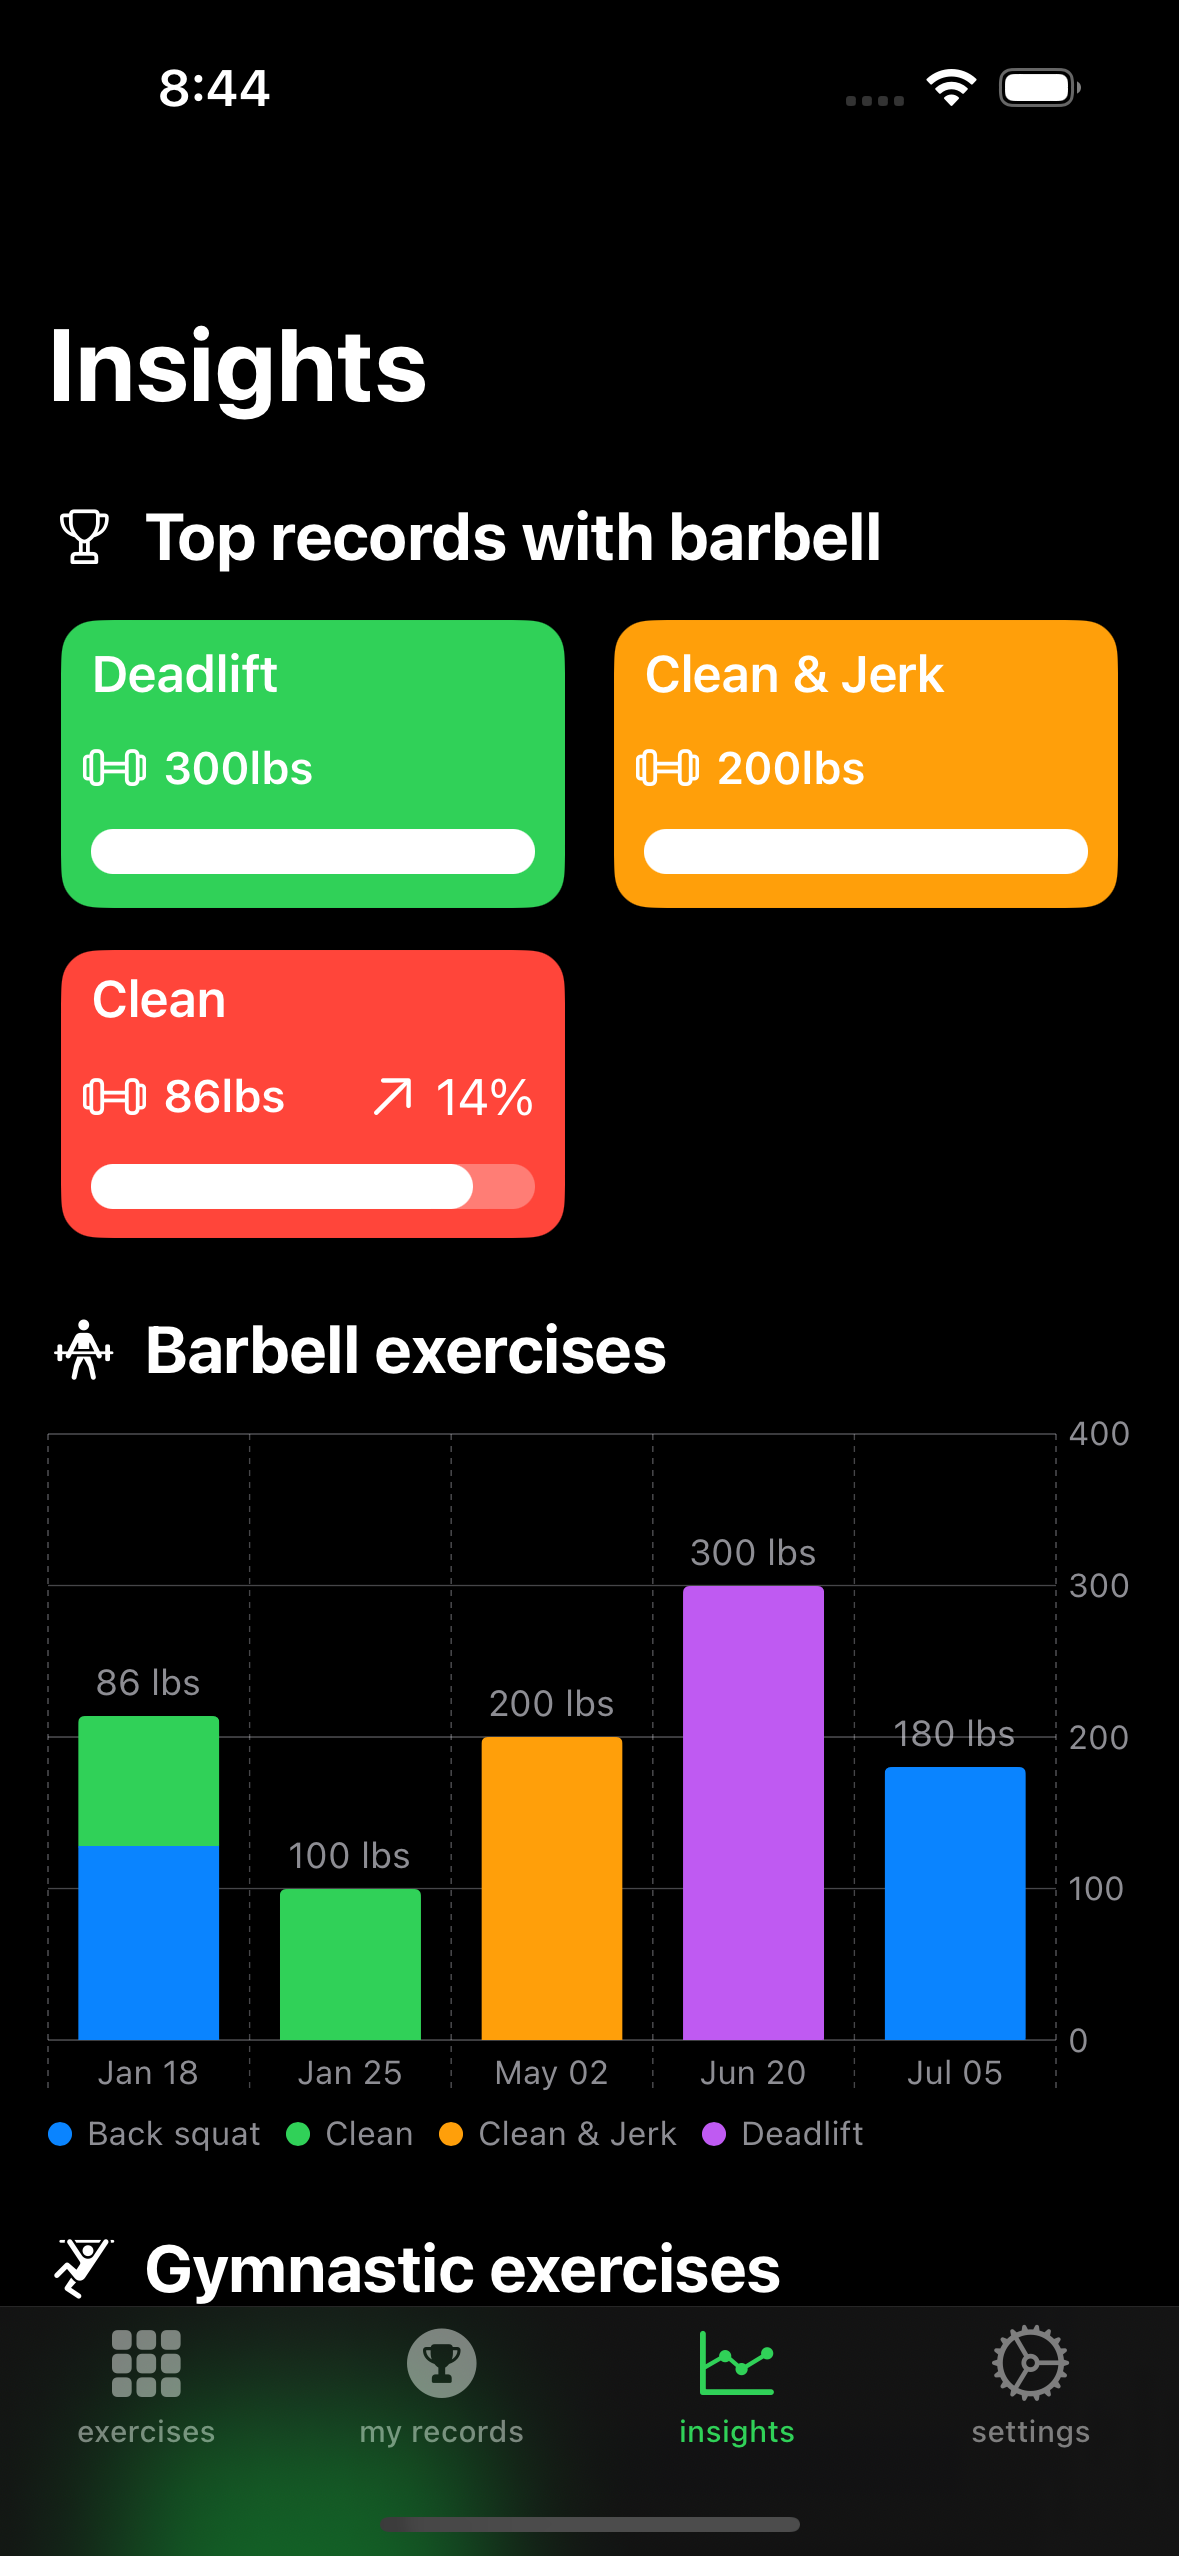 8:44
Insights
Top records with barbell
Deadlift
300lbs
Clean & Jerk
200lbs
Clean
86lbs 14%
Barbell exercises
400
300 lbs
300
86 lbs
200 lbs
180 lbs
200
100 lbs
100
0
Jan 18 Jan 25 May 02 Jun 20 Jul 05
Back squat Clean Clean & Jerk Deadlift
Gymnastic exercises
exercises my records insights settings